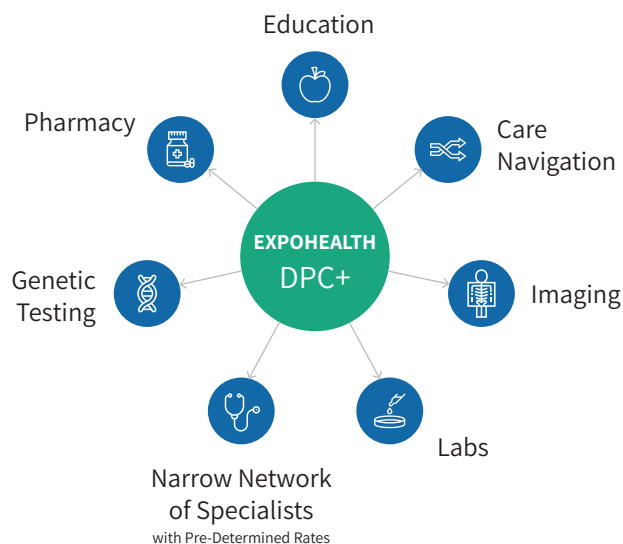 Education
Pharmacy
Care
Navigation
EXPOHEALTH
DPC+
Genetic
Testing
Imaging
Labs
Narrow Network
of Specialists
with Pre-Determined Rates